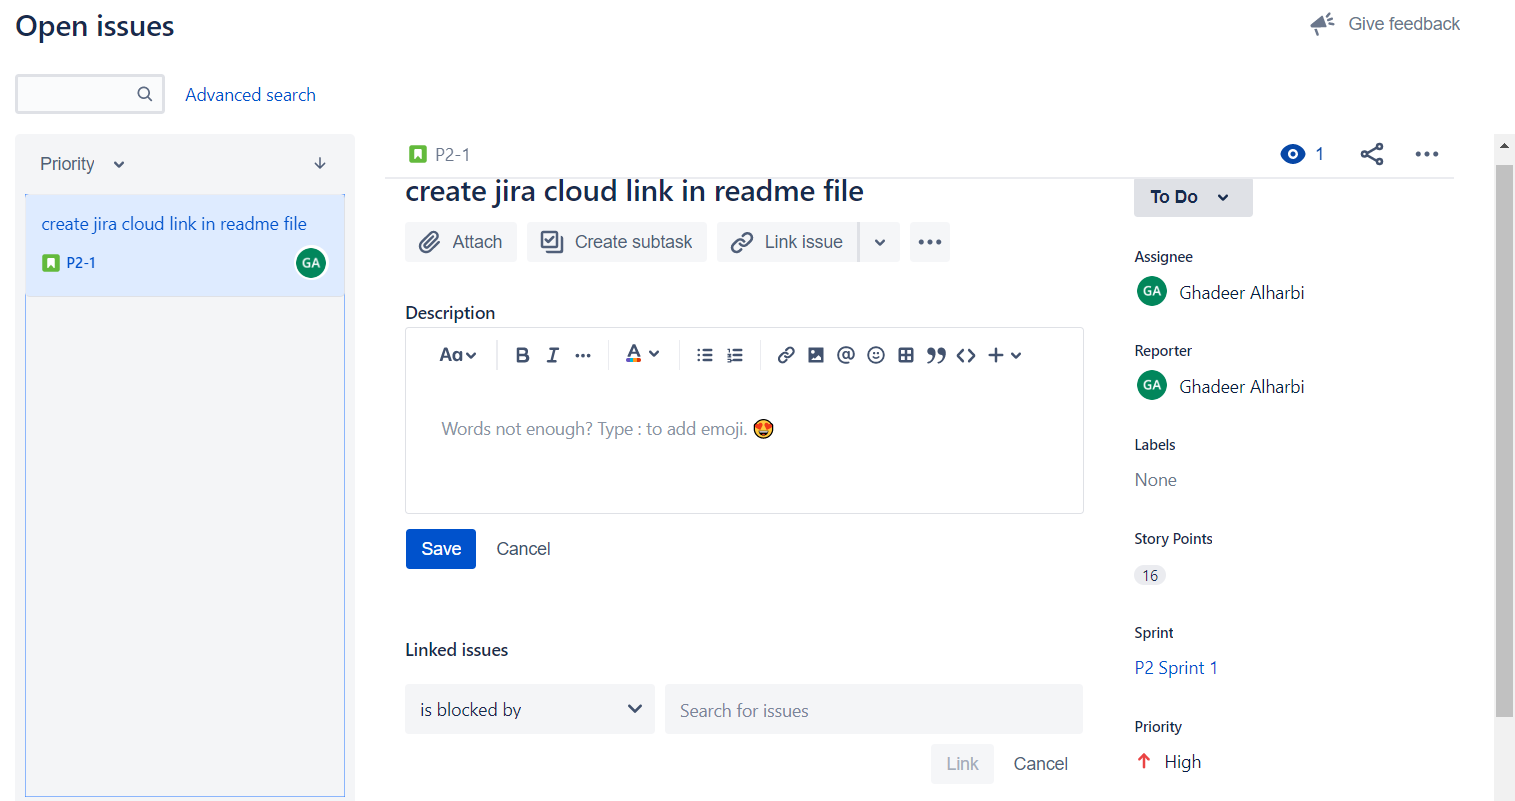 Open issues
Give feedback
Advanced search
Priority
create jira cloud link in readme file
P2-1
GA
P2-1
1
create jira cloud link in readme file
Attach
Create subtask
Link issue
Description
Aa
B I
A
@
Words not enough? Type : to add emoji. 😍
Save
Cancel
Linked issues
is blocked by
Search for issues
Link
Cancel
To Do
Assignee
GA Ghadeer Alharbi
Reporter
GA Ghadeer Alharbi
Labels
None
Story Points
16
Sprint
P2 Sprint 1
Priority
High